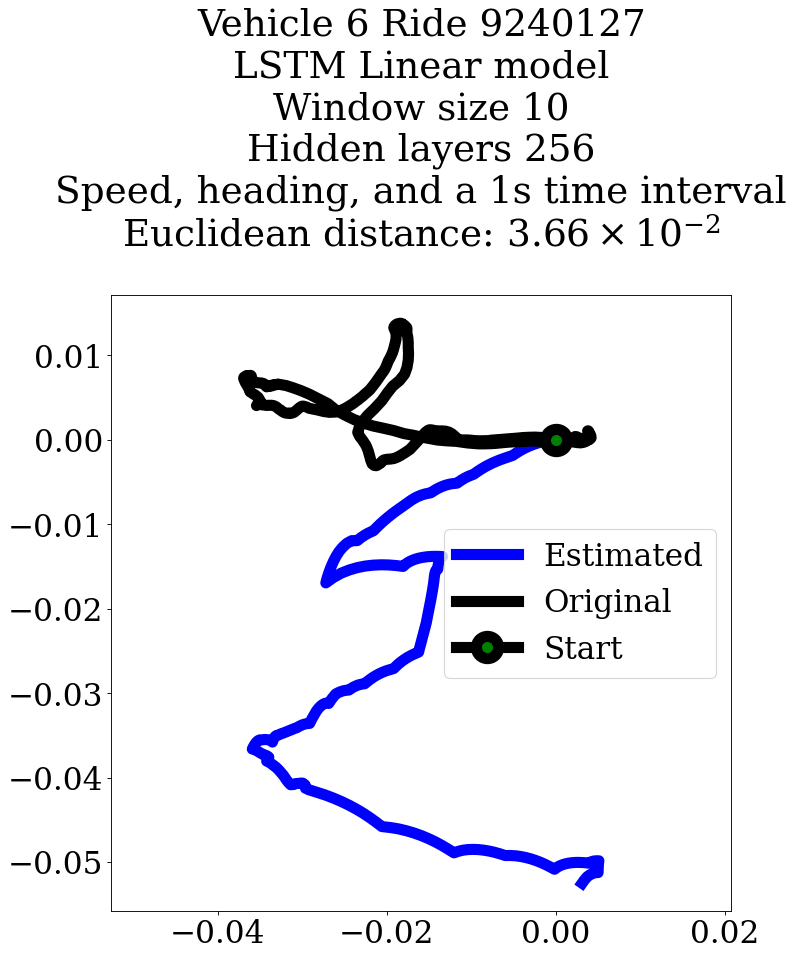 Vehicle 6 Ride 9240127
LSTM Linear model
Window size 10
Hidden layers 256
Speed, heading, and a 1s time interval
Euclidean distance: 3.66 × 10⁻²
0.01
0.00
−0.01
−0.02
−0.03
−0.04
−0.05
Estimated
Original
Start
−0.04 −0.02 0.00 0.02